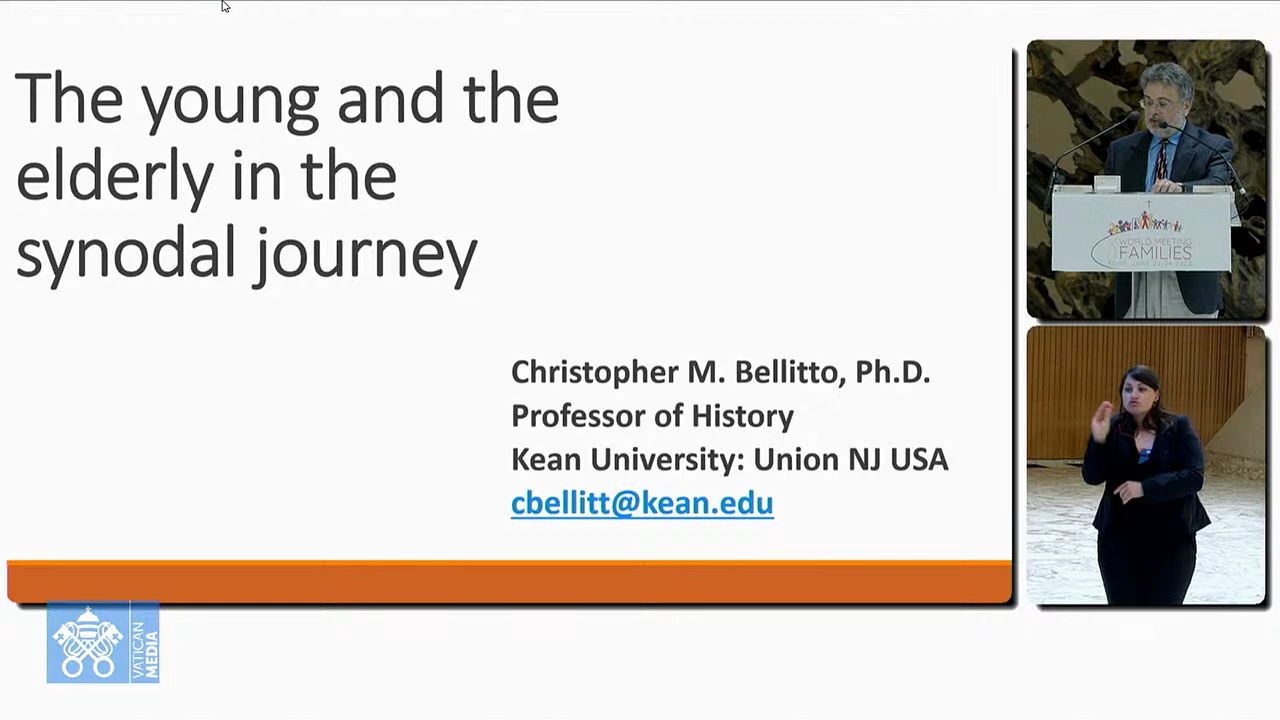 The young and the
elderly in the
synodal journey
Christopher M. Bellitto, Ph.D.
Professor of History
Kean University: Union NJ USA
cbellitt@kean.edu
WORLD MEETING
FAMILIES
VATICAN
MEDIA